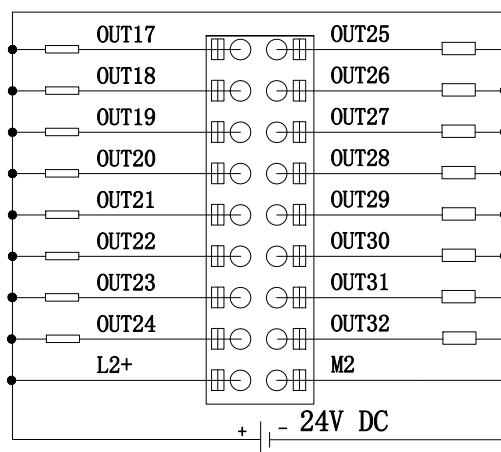 OUT17 OUT25
OUT18 OUT26
OUT19 OUT27
OUT20 OUT28
OUT21 OUT29
OUT22 OUT30
OUT23 OUT31
OUT24 OUT32
L2+ M2
+ - 24V DC